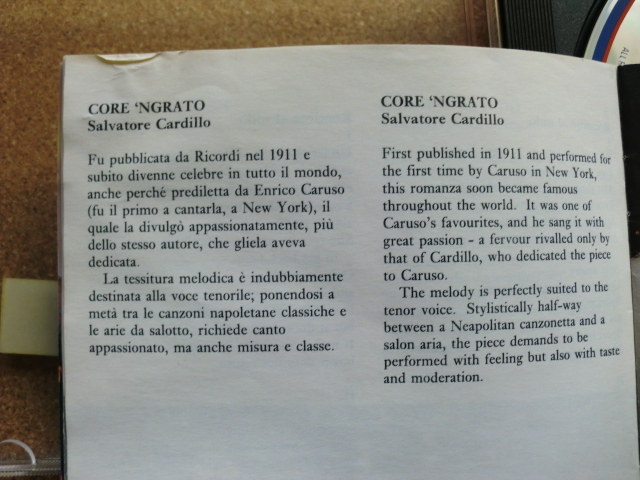 CORE ‘NGRATO
Salvatore Cardillo
Fu pubblicata da Ricordi nel 1911 e
subito divenne celebre in tutto il mondo,
anche perché prediletta da Enrico Caruso
(fu il primo a cantarla, a New York), il
quale la divulgò appassionatamente, più
dello stesso autore, che gliela aveva
dedicata.
La tessitura melodica è indubbiamente
destinata alla voce tenorile; ponendosi a
metà tra le canzoni napoletane classiche e
le arie da salotto, richiede canto
appassionato, ma anche misura e classe.
CORE ‘NGRATO
Salvatore Cardillo
First published in 1911 and performed for
the first time by Caruso in New York,
this romanza soon became famous
throughout the world. It was one of
Caruso's favourites, and he sang it with
great passion - a fervour rivalled only by
that of Cardillo, who dedicated the piece
to Caruso.
The melody is perfectly suited to the
tenor voice. Stylistically half-way
between a Neapolitan canzonetta and a
salon aria, the piece demands to be
performed with feeling but also with taste
and moderation.
ALL